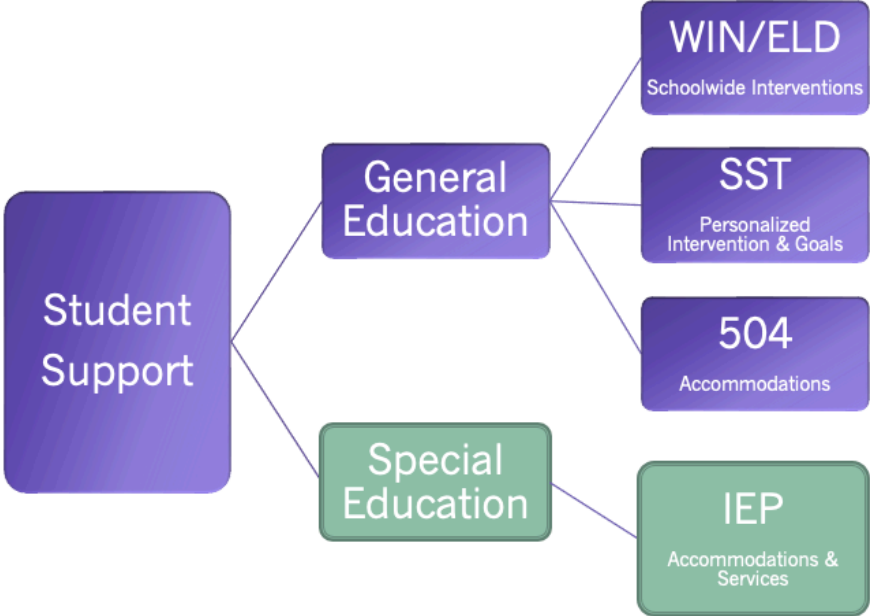 Student
Support
General
Education
Special
Education
WIN/ELD
Schoolwide Interventions
SST
Personalized
Intervention & Goals
504
Accommodations
IEP
Accommodations &
Services